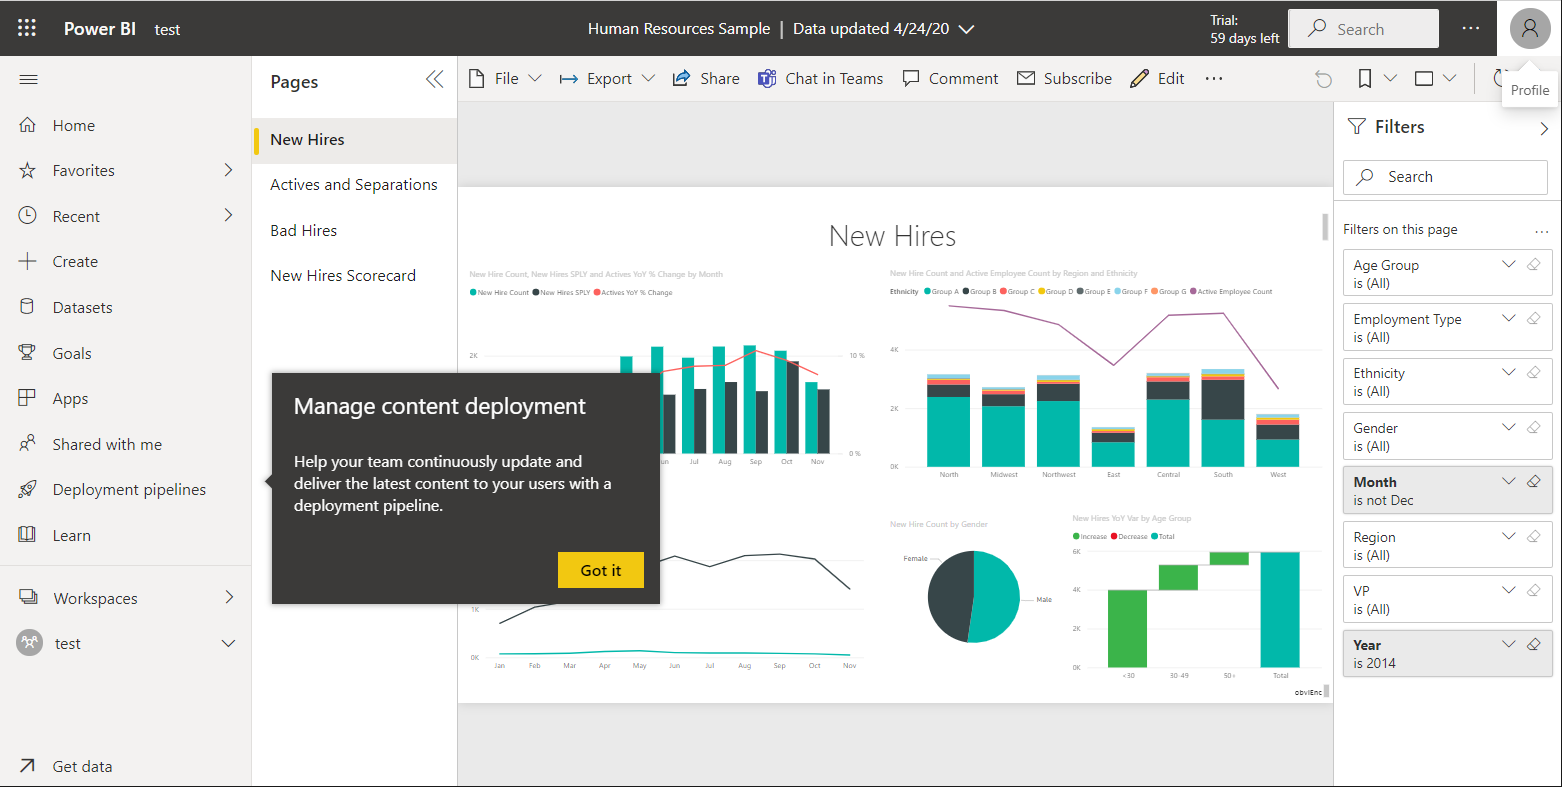 Power BI test
Human Resources Sample | Data updated 4/24/20
Trial:
59 days left
Search
...
Profile
Home
Favorites
Recent
Create
Datasets
Goals
Apps
Shared with me
Deployment pipelines
Learn
Workspaces
test
Get data
Pages
New Hires
Actives and Separations
Bad Hires
New Hires Scorecard
File
Export
Share
Chat in Teams
Comment
Subscribe
Edit
...
New Hires
New Hire Count, New Hires SPLY and Actives YoY % Change by Month
New Hire Count New Hires SPLY Actives YoY % Change
2K
10 %
0 %
un Jul Aug Sep Oct Nov
Manage content deployment
Help your team continuously update and
deliver the latest content to your users with a
deployment pipeline.
Got it
1K
0K
Jan Feb Mar Apr May Jun Jul Aug Sep Oct Nov
New Hire Count and Active Employee Count by Region and Ethnicity
Ethnicity Group A Group B Group C Group D Group E Group F Group G Active Employee Count
4K
2K
0K
North Midwest Northwest East Central South West
New Hire Count by Gender
Female
Male
New Hires YoY Var by Age Group
Increase Decrease Total
6K
4K
2K
0K
<30 30-49 50+ Total
obviEnc
Filters
Search
Filters on this page
...
Age Group
is (All)
Employment Type
is (All)
Ethnicity
is (All)
Gender
is (All)
Month
is not Dec
Region
is (All)
VP
is (All)
Year
is 2014